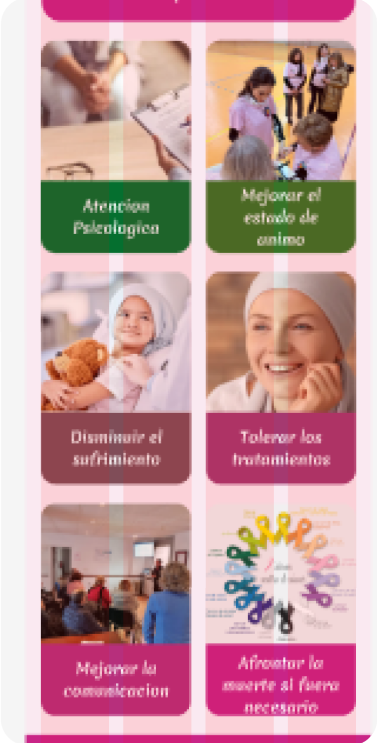 Atencion
Psicologica
Mejorar el
estado de
animo
Disminuir el
sufrimiento
Tolerar los
tratamientos
Mejorar la
comunicacion
Afrontar la
muerte si fuera
necesario